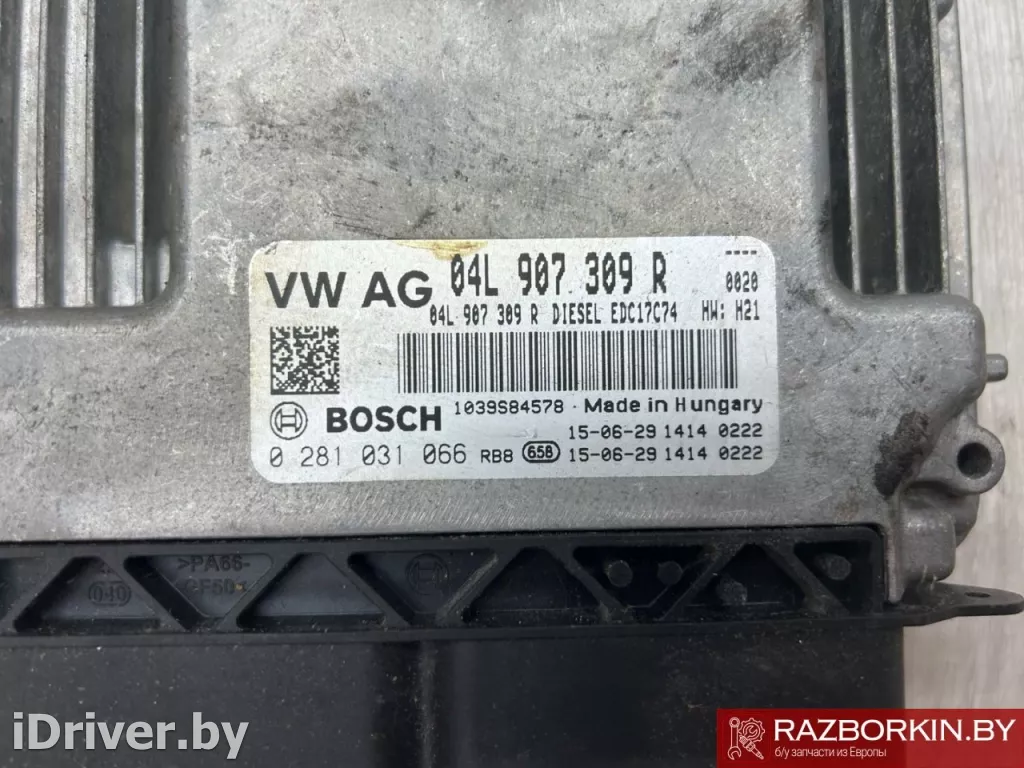 VW AG 04L 907 309 R
----
0020
04L 907 309 R DIESEL EDC17C74 HW: H21
BOSCH 1039S84578 · Made in Hungary
15-06-29 1414 0222
0 281 031 066 RB8 658 15-06-29 1414 0222
>PA66-
GF50<
iDriver.by
RAZBORKIN.BY
б/у запчасти из Европы